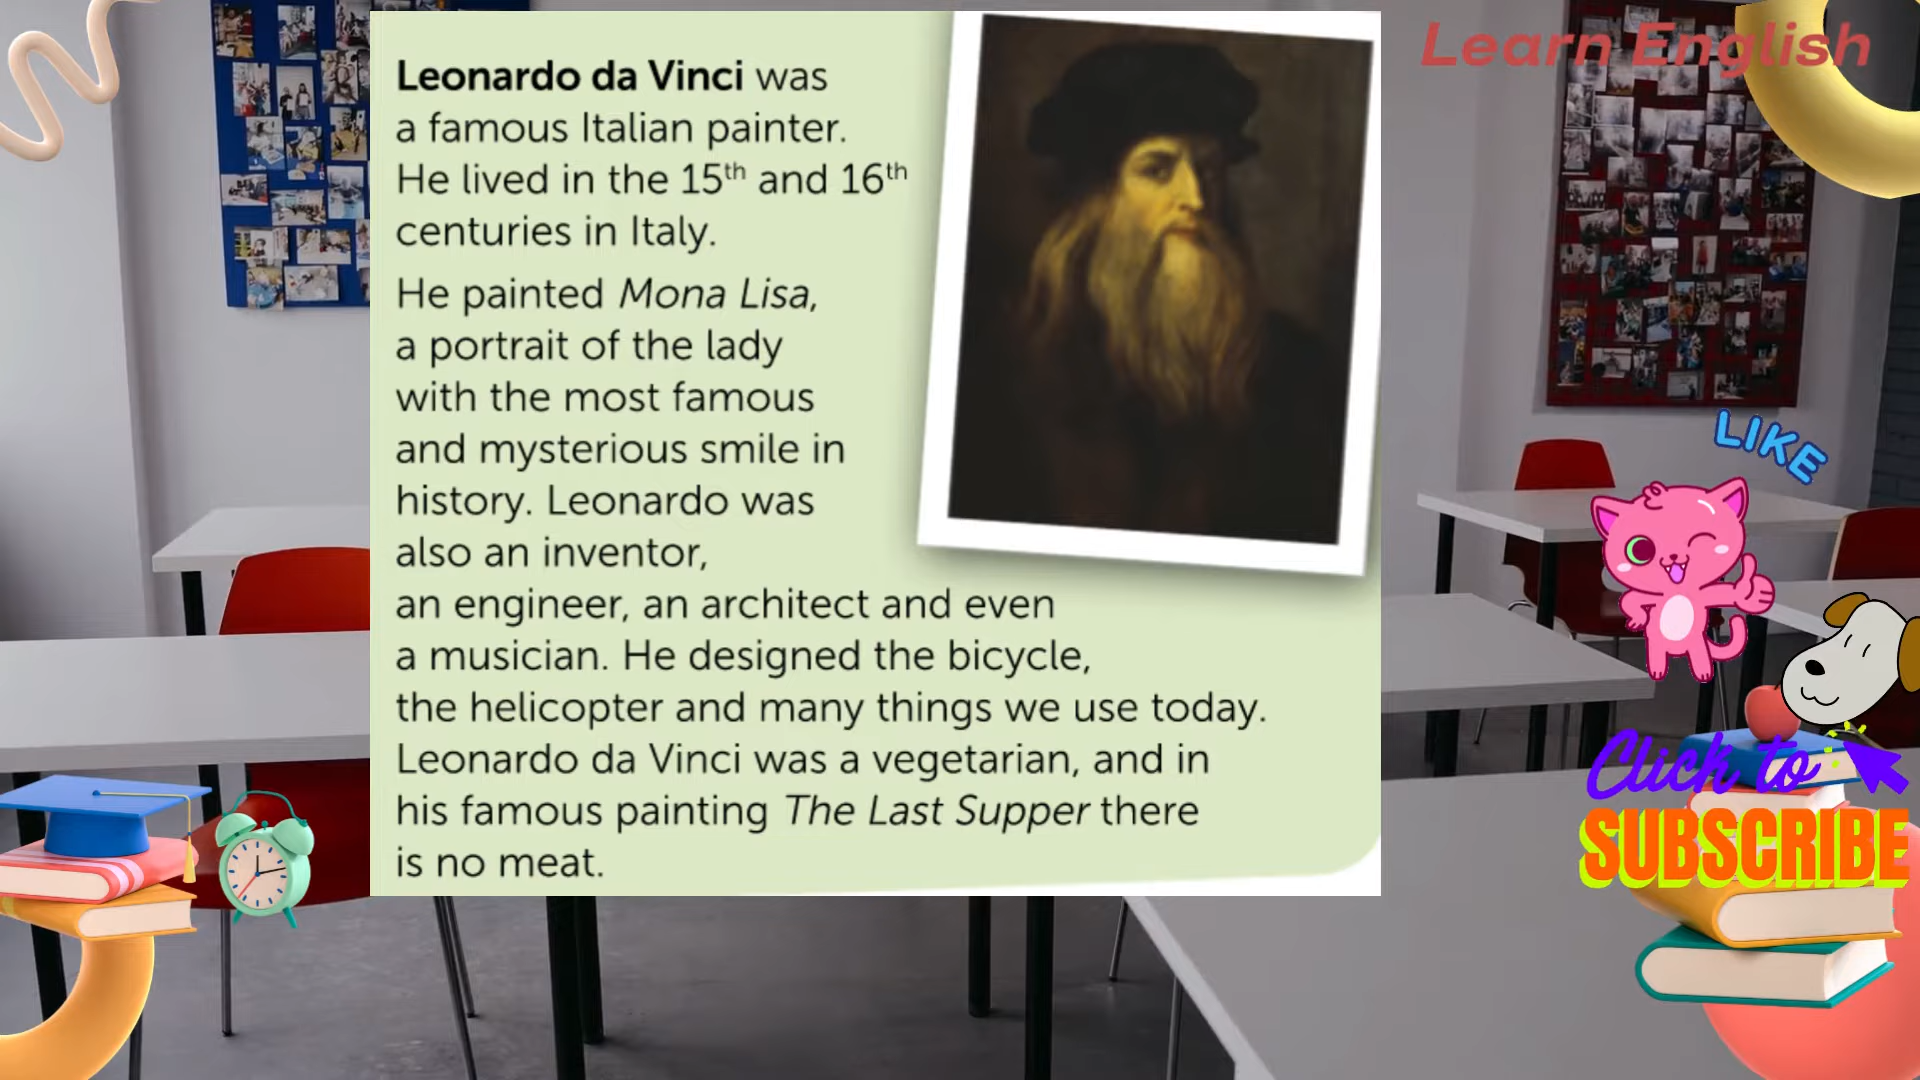 Learn English
Leonardo da Vinci was
a famous Italian painter.
He lived in the 15th and 16th
centuries in Italy.
He painted Mona Lisa,
a portrait of the lady
with the most famous
and mysterious smile in
history. Leonardo was
also an inventor,
an engineer, an architect and even
a musician. He designed the bicycle,
the helicopter and many things we use today.
Leonardo da Vinci was a vegetarian, and in
his famous painting The Last Supper there
is no meat.
LIKE
Click to
SUBSCRIBE